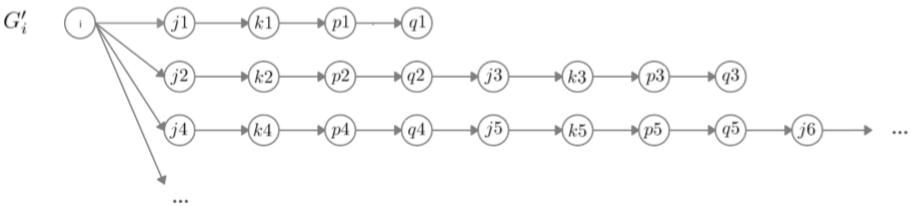 G′ᵢ i j1 k1 p1 q1
j2 k2 p2 q2 j3 k3 p3 q3
j4 k4 p4 q4 j5 k5 p5 q5 j6 ...
...